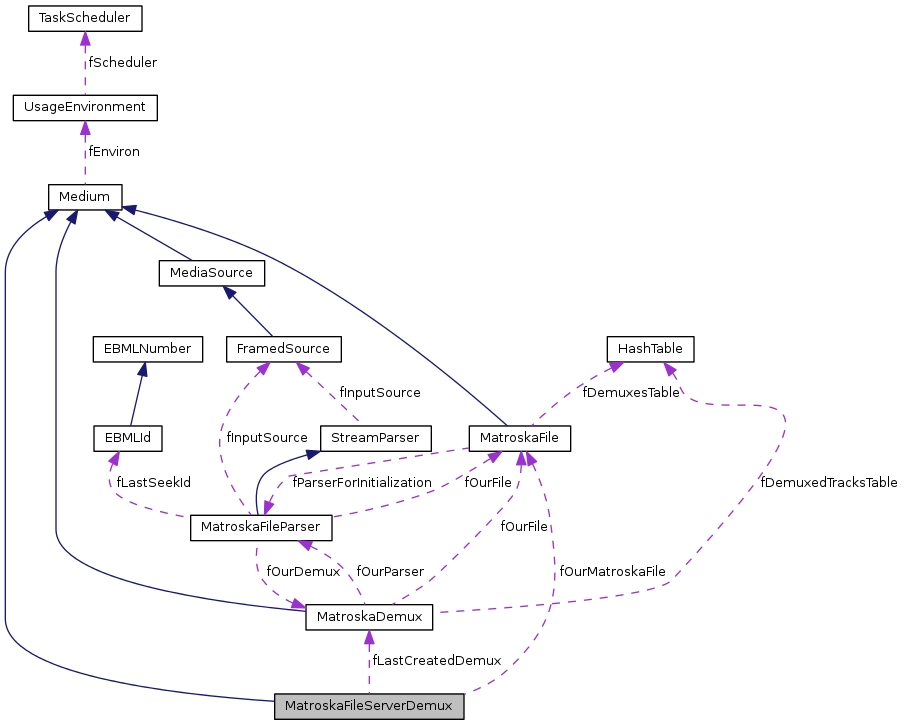 TaskScheduler
fScheduler
UsageEnvironment
fEnviron
Medium
MediaSource
EBMLNumber
FramedSource
HashTable
fInputSource
fDemuxesTable
EBMLId
fInputSource
StreamParser
MatroskaFile
fLastSeekId
fParserForInitialization
fOurFile
fDemuxedTracksTable
MatroskaFileParser
fOurFile
fOurDemux
fOurParser
fOurMatroskaFile
MatroskaDemux
fLastCreatedDemux
MatroskaFileServerDemux